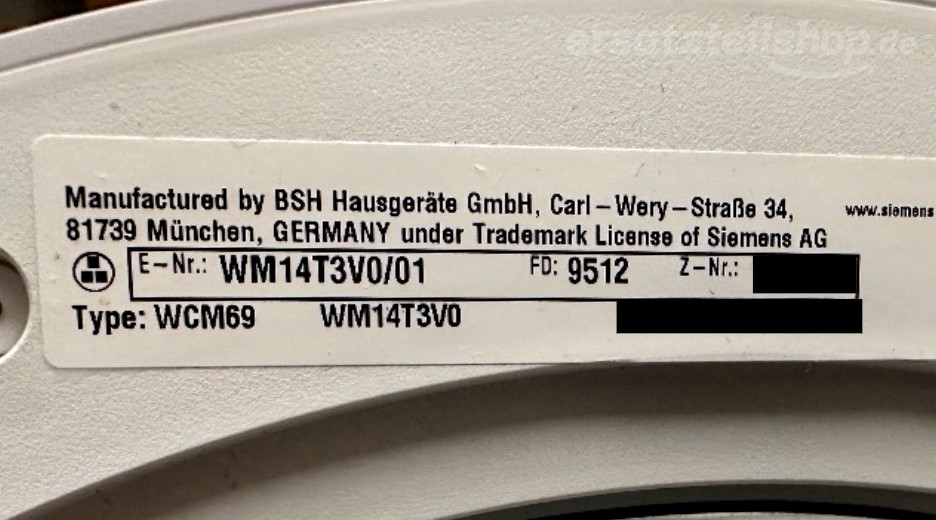 ersatzteilshop.de
Manufactured by BSH Hausgeräte GmbH, Carl-Wery-Straße 34,
81739 München, GERMANY under Trademark License of Siemens AG
www.siemens
E-Nr.: WM14T3V0/01 FD: 9512 Z-Nr.:
Type: WCM69 WM14T3V0